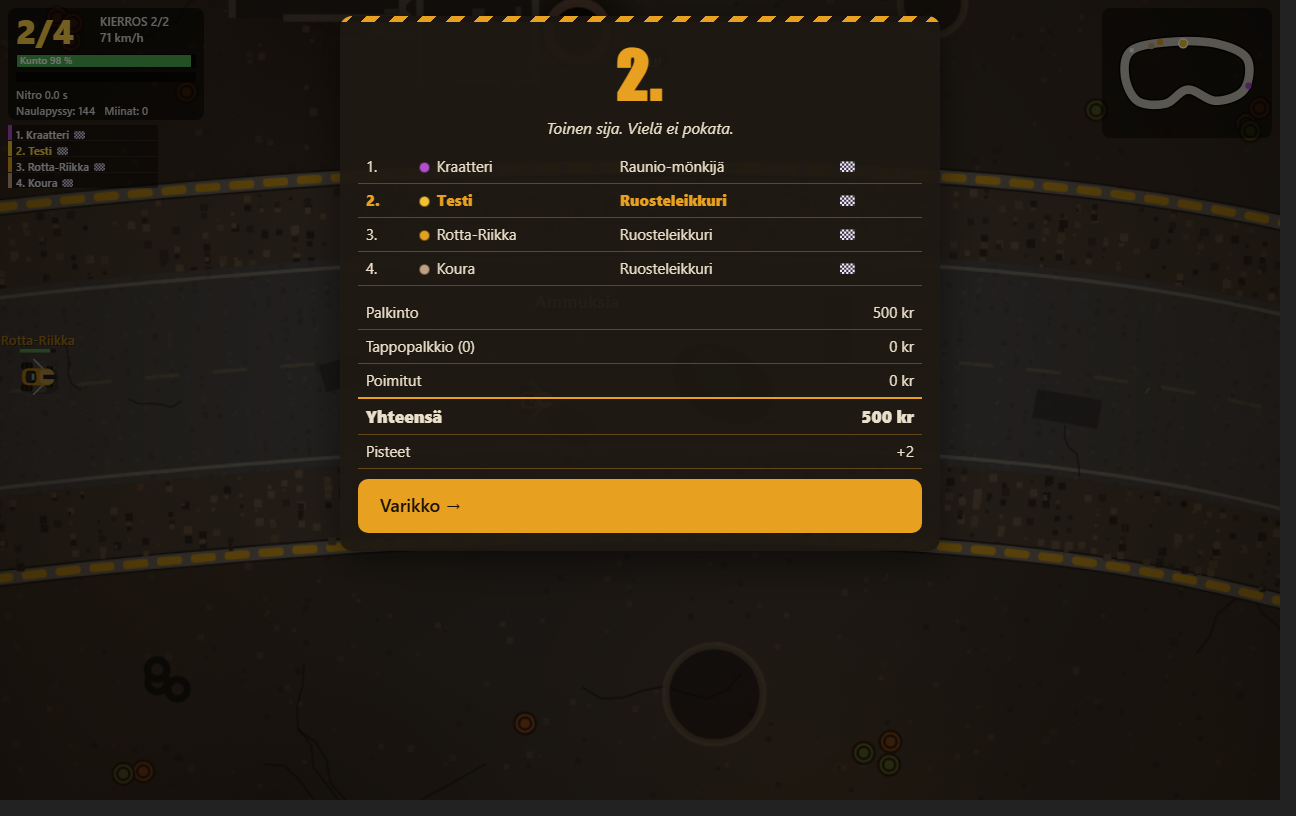 2/4
KIERROS 2/2
71 km/h
Kunto 98 %
Nitro 0.0 s
Naulapyssy: 144 Miinat: 0
1. Kraatteri
2. Testi
3. Rotta-Riikka
4. Koura
2.
Toinen sija. Vielä ei pokata.
1. Kraatteri Raunio-mönkijä
2. Testi Ruosteleikkuri
3. Rotta-Riikka Ruosteleikkuri
4. Koura Ruosteleikkuri
Ammuksia
Palkinto 500 kr
Tappopalkkio (0) 0 kr
Poimitut 0 kr
Yhteensä 500 kr
Pisteet +2
Varikko →
Rotta-Riikka